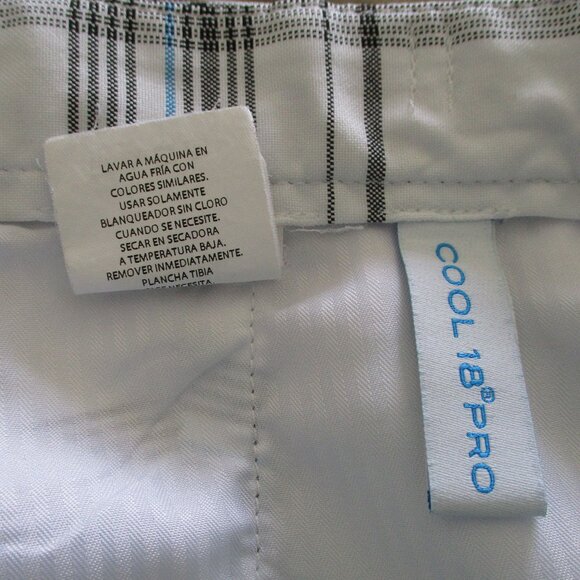 LAVAR A MÁQUINA EN
AGUA FRÍA CON
COLORES SIMILARES.
USAR SOLAMENTE
BLANQUEADOR SIN CLORO
CUANDO SE NECESITE.
SECAR EN SECADORA
A TEMPERATURA BAJA.
REMOVER INMEDIATAMENTE.
PLANCHA TIBIA
NECESITA.
COOL 18® PRO